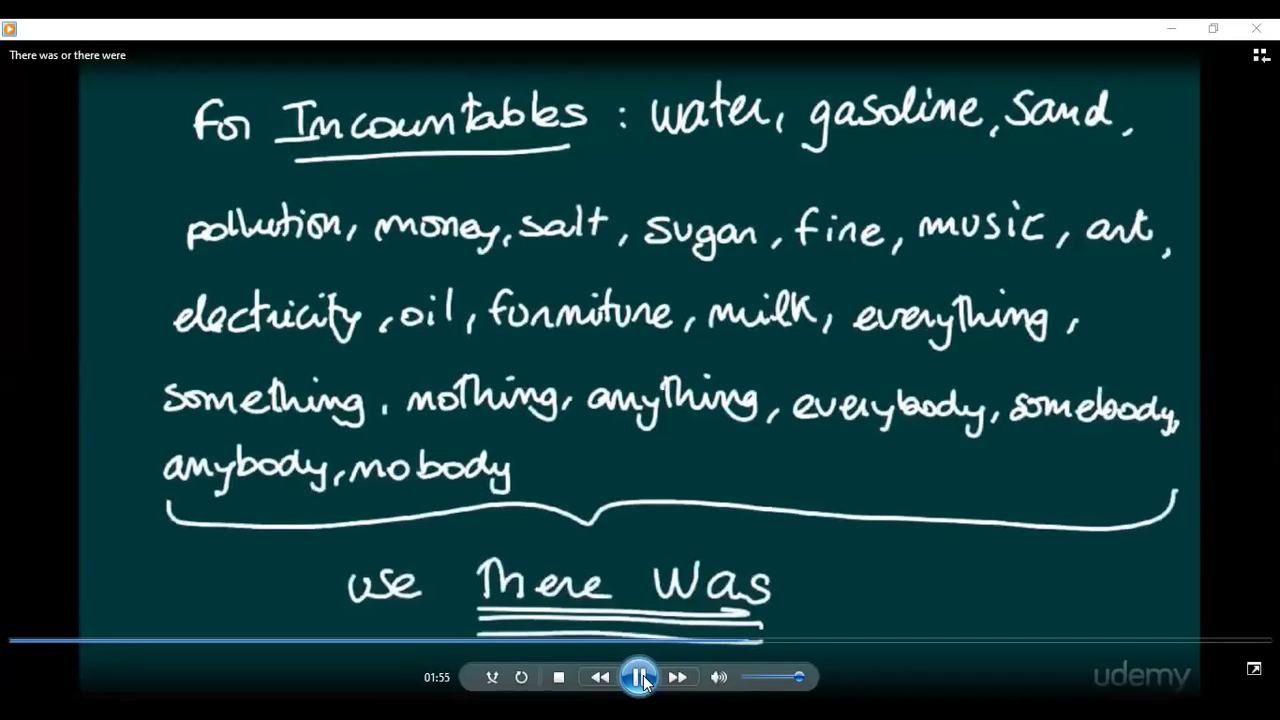 There was or there were
For Incountables : water, gasoline, sand,
pollution, money, salt, sugar, fire, music, art,
electricity, oil, furniture, milk, everything,
something, nothing, anything, everybody, somebody,
anybody, nobody
use There Was
01:55
udemy